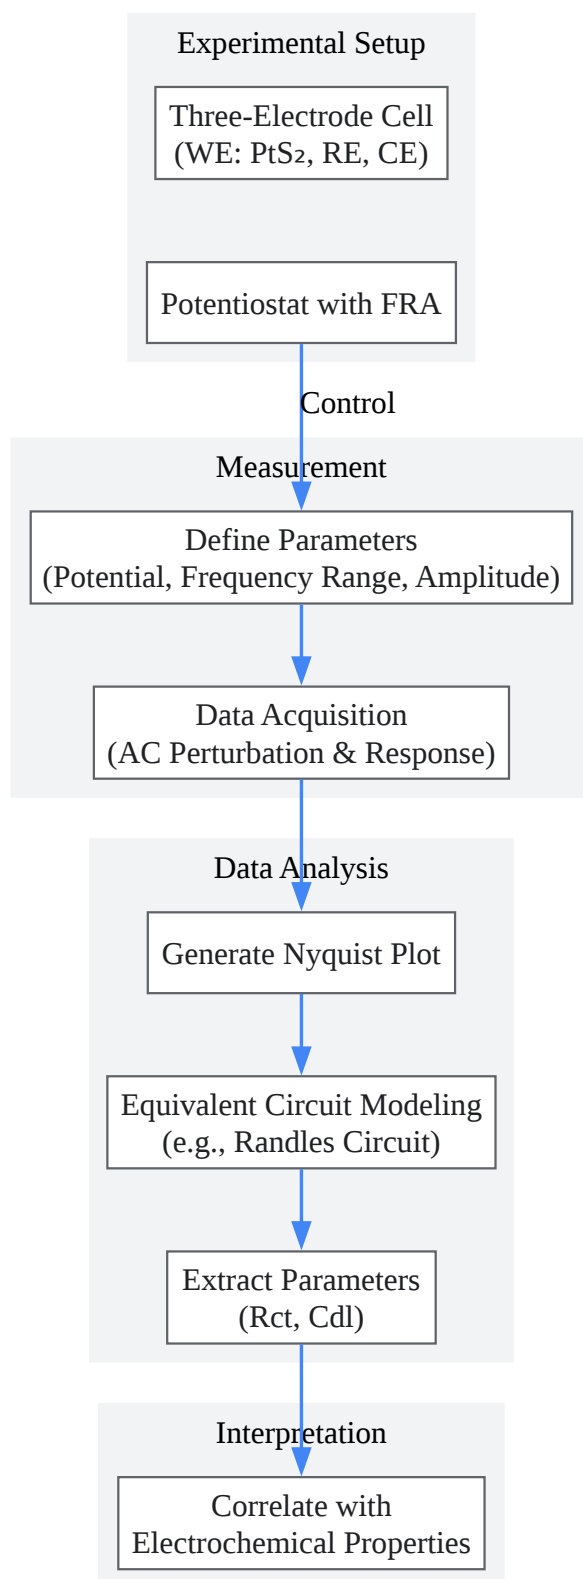 Experimental Setup
Three-Electrode Cell
(WE: PtS₂, RE, CE)
Potentiostat with FRA
Control
Measurement
Define Parameters
(Potential, Frequency Range, Amplitude)
Data Acquisition
(AC Perturbation & Response)
Data Analysis
Generate Nyquist Plot
Equivalent Circuit Modeling
(e.g., Randles Circuit)
Extract Parameters
(Rct, Cdl)
Interpretation
Correlate with
Electrochemical Properties